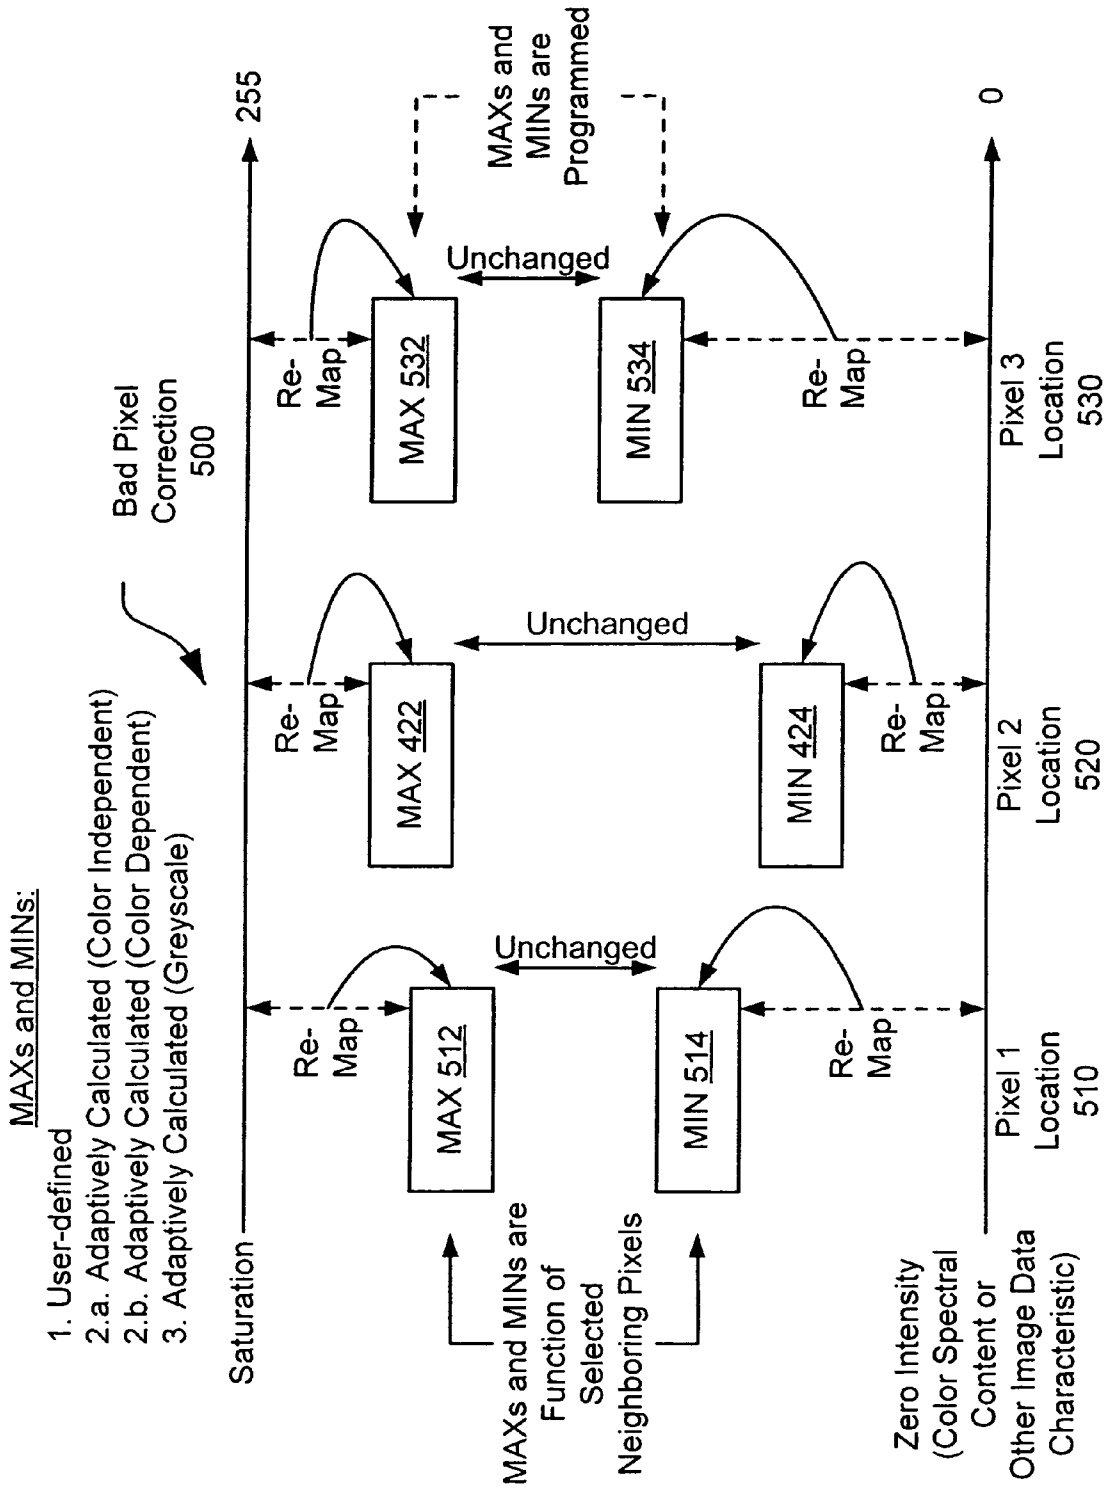 MAXs and MINs:
1. User-defined
2.a. Adaptively Calculated (Color Independent)
2.b. Adaptively Calculated (Color Dependent)
3. Adaptively Calculated (Greyscale)
Bad Pixel
Correction
500
Saturation
255
Re-
Map
Re-
Map
Re-
Map
MAX 512
MAX 422
MAX 532
MAXs and MINs are
Function of
Selected
Neighboring Pixels
Unchanged
Unchanged
Unchanged
MAXs and
MINs are
Programmed
MIN 514
MIN 424
MIN 534
Re-
Map
Re-
Map
Re-
Map
Zero Intensity
(Color Spectral
Content or
Other Image Data
Characteristic)
0
Pixel 1
Location
510
Pixel 2
Location
520
Pixel 3
Location
530